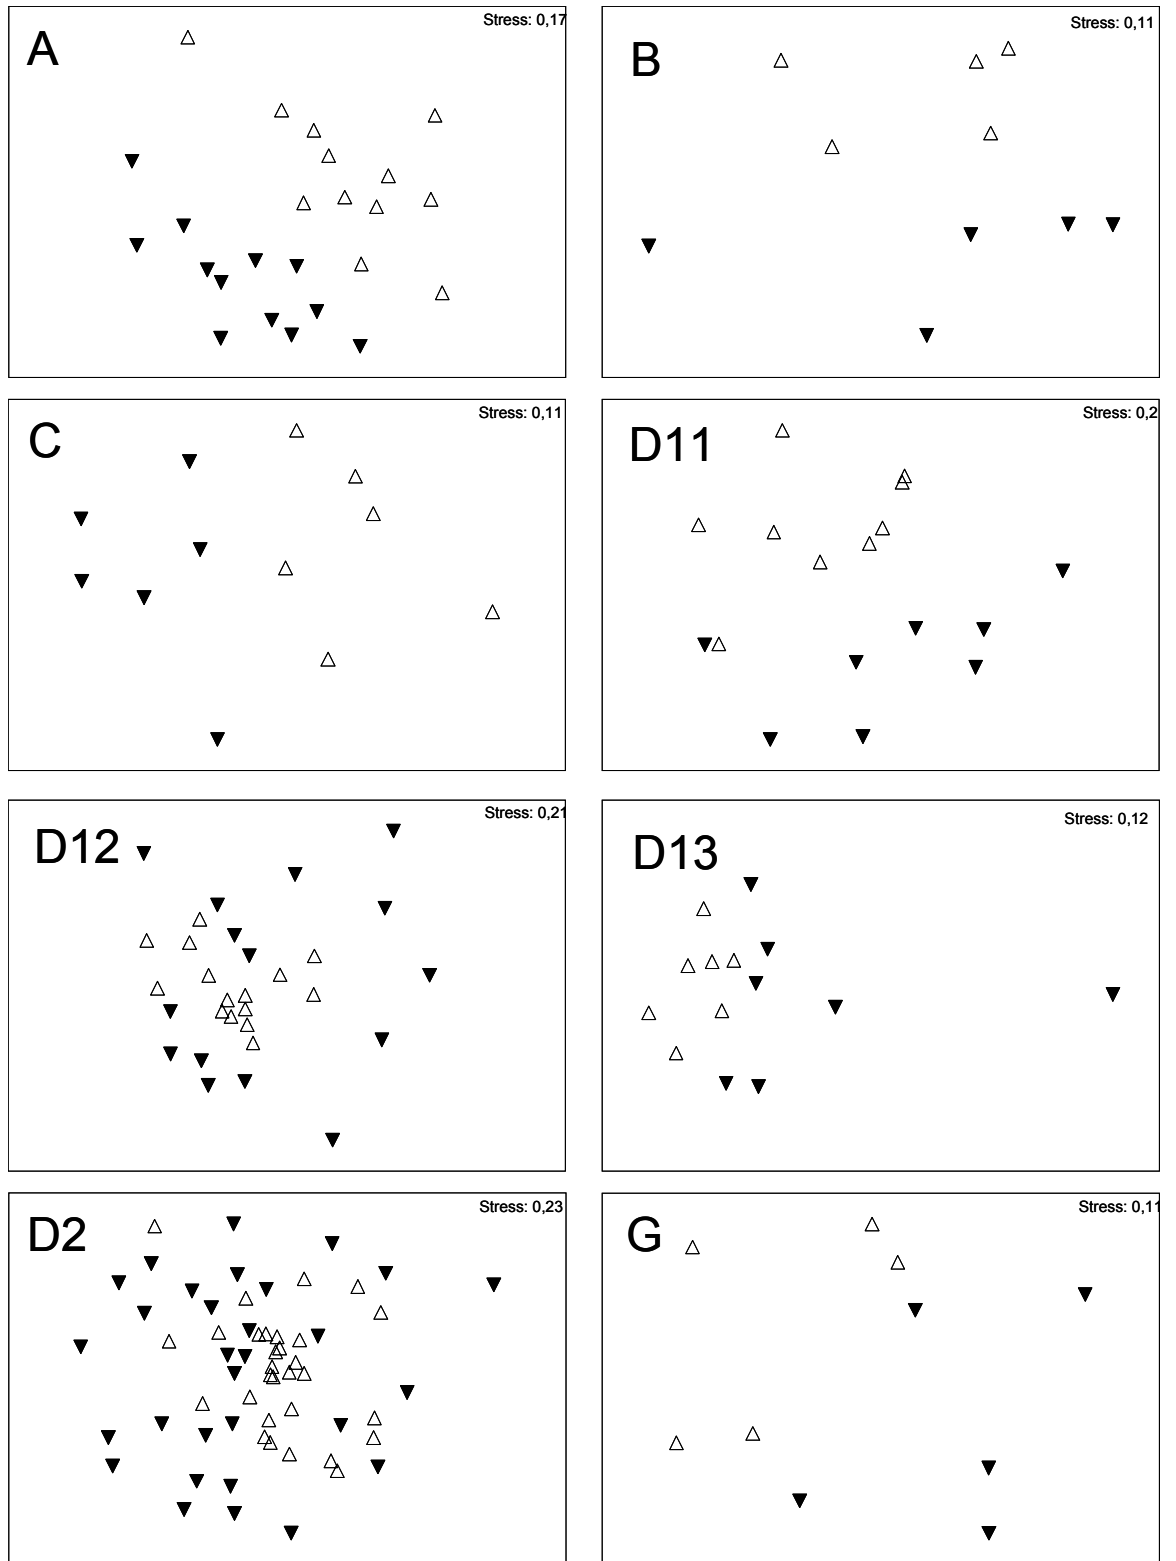 A
Stress: 0,17
B
Stress: 0,11
C
Stress: 0,11
D11
Stress: 0,2
D12
Stress: 0,21
D13
Stress: 0,12
D2
Stress: 0,23
G
Stress: 0,11